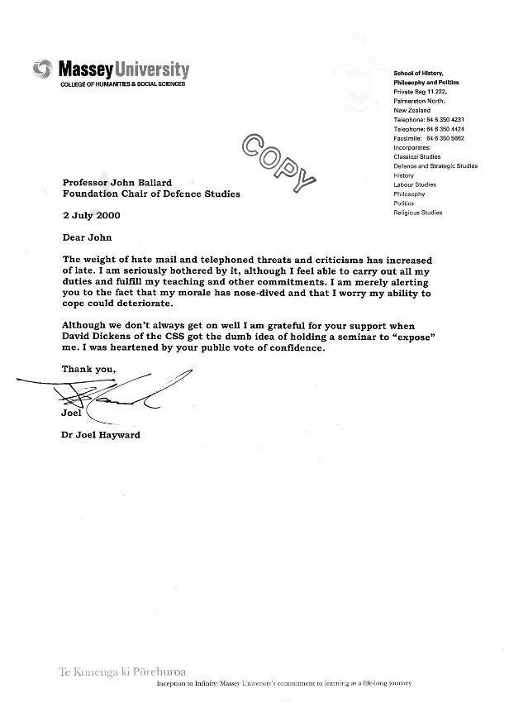 Massey University
COLLEGE OF HUMANITIES & SOCIAL SCIENCES
School of History,
Philosophy and Politics
Private Bag 11 222,
Palmerston North,
New Zealand
Telephone: 64 6 350 4231
Telephone: 64 6 350 4424
Facsimile: 64 6 350 5662
Incorporates:
Classical Studies
Defence and Strategic Studies
History
Labour Studies
Philosophy
Politics
Religious Studies
COPY
Professor John Ballard
Foundation Chair of Defence Studies
2 July 2000
Dear John
The weight of hate mail and telephoned threats and criticisms has increased
of late. I am seriously bothered by it, although I feel able to carry out all my
duties and fulfill my teaching and other commitments. I am merely alerting
you to the fact that my morale has nose-dived and that I worry my ability to
cope could deteriorate.
Although we don't always get on well I am grateful for your support when
David Dickens of the CSS got the dumb idea of holding a seminar to “expose”
me. I was heartened by your public vote of confidence.
Thank you,
Joel
Dr Joel Hayward
Te Kunenga ki Pūrehuroa
Inception to Infinity: Massey University's commitment to learning as a life-long journey